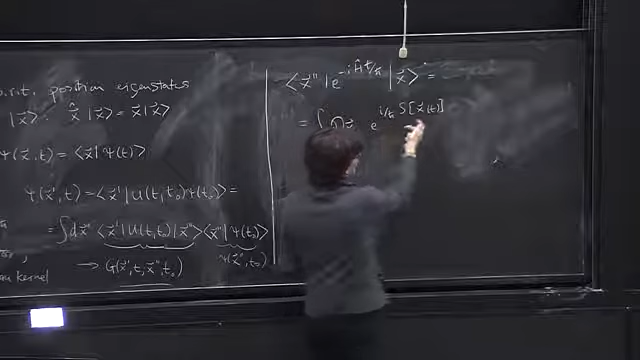 w.r.t. position eigenstates
|x⃗⟩: x̂⃗ |x⃗⟩ = x⃗|x⃗⟩
ψ(x⃗,t) = ⟨x⃗|ψ(t)⟩
ψ(x⃗',t) = ⟨x⃗'|U(t,t₀)ψ(t₀)⟩ =
= ∫dx⃗'' ⟨x⃗'|U(t,t₀)|x⃗''⟩⟨x⃗''|ψ(t₀)⟩
→ G(x⃗',t;x⃗'',t₀) ψ(x⃗'',t₀)
kernel
⟨x⃗''|e^{-iĤt/ħ}|x⃗'⟩ =
= ∫𝒟x⃗ e^{i/ħ S[x⃗(t)]}